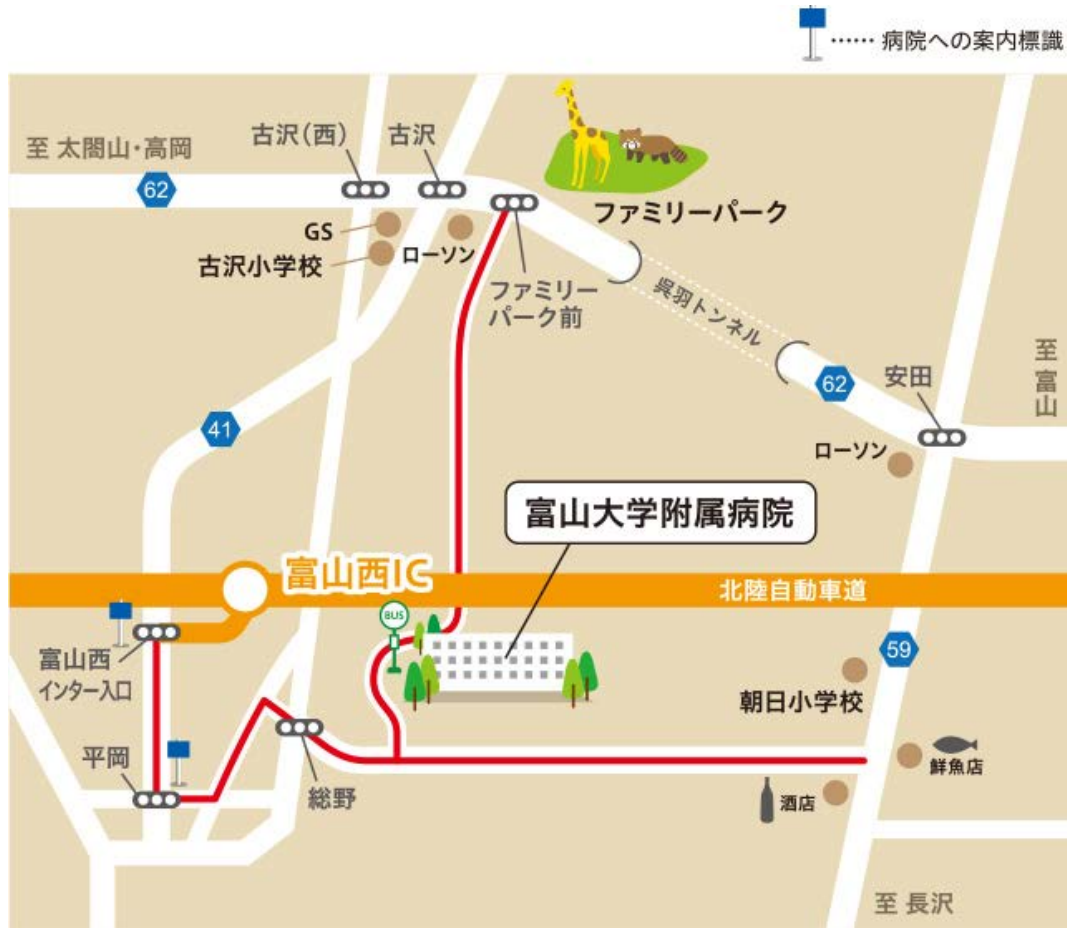 …… 病院への案内標識
至 太閤山・高岡
古沢(西)
古沢
62
GS
古沢小学校
ローソン
ファミリーパーク
ファミリー
パーク前
呉羽トンネル
62
安田
至 富山
ローソン
41
富山大学附属病院
富山西IC
北陸自動車道
BUS
富山西
インター入口
59
朝日小学校
平岡
総野
鮮魚店
酒店
至 長沢